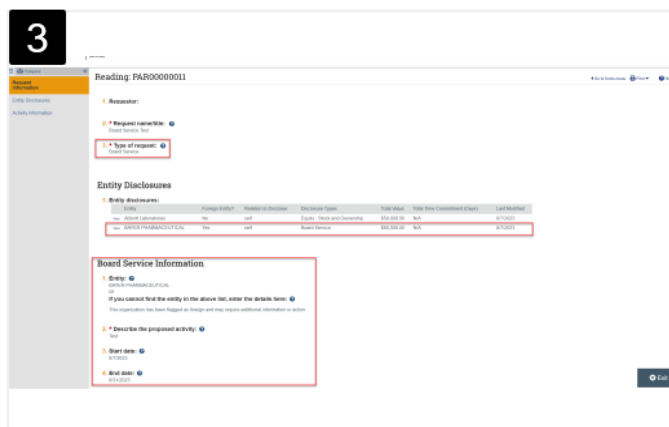 3
Compare
Reading: PAR00000011
Print
Request Information
Entity Disclosures
Activity Information
1. Requestor:
2. * Request name/title:
Board Service Test
3. * Type of request:
Board Service
Entity Disclosures
1. Entity disclosures:
Entity Foreign Entity? Relation to Discloser Disclosure Types Total Value Total Time Commitment (Days) Last Modified
View Abbott Laboratories No self Equity - Stock and Ownership $50,000.00 N/A 8/7/2023
View PHARMACEUTICAL Yes self Board Service N/A 8/7/2023
Board Service Information
1. Entity:
PHARMACEUTICAL
or
If you cannot find the entity in the above list, enter the details here:
This organization has been flagged as foreign and may require additional information or action
2. * Describe the proposed activity:
Test
3. Start date:
8/7/2023
4. End date:
8/31/2023
Exit